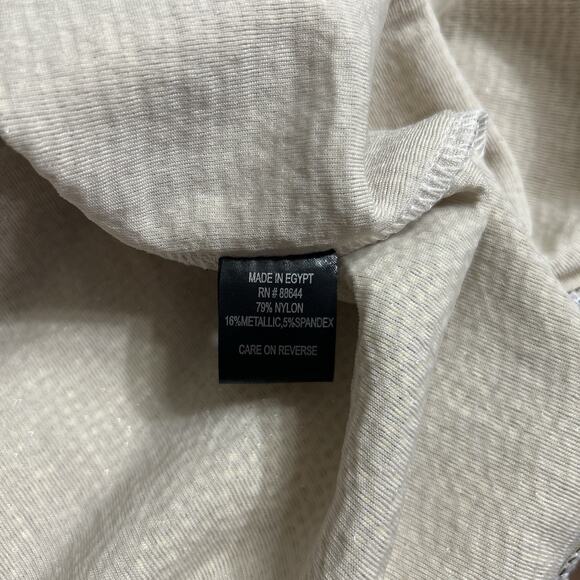 MADE IN EGYPT
RN # 88644
79% NYLON
16%METALLIC,5%SPANDEX
CARE ON REVERSE